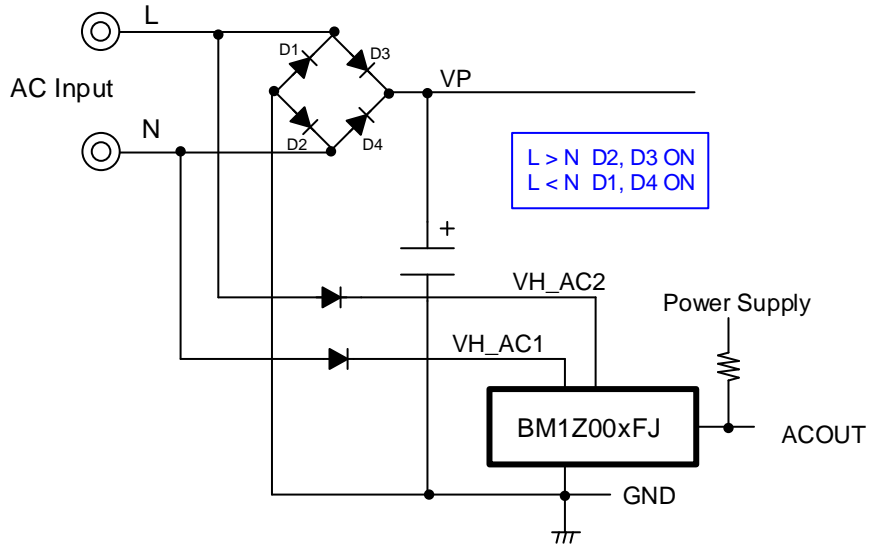 L
D1
D3
AC Input
VP
N
D2
D4
L > N D2, D3 ON
L < N D1, D4 ON
+
VH_AC2
Power Supply
VH_AC1
BM1Z00xFJ
ACOUT
GND